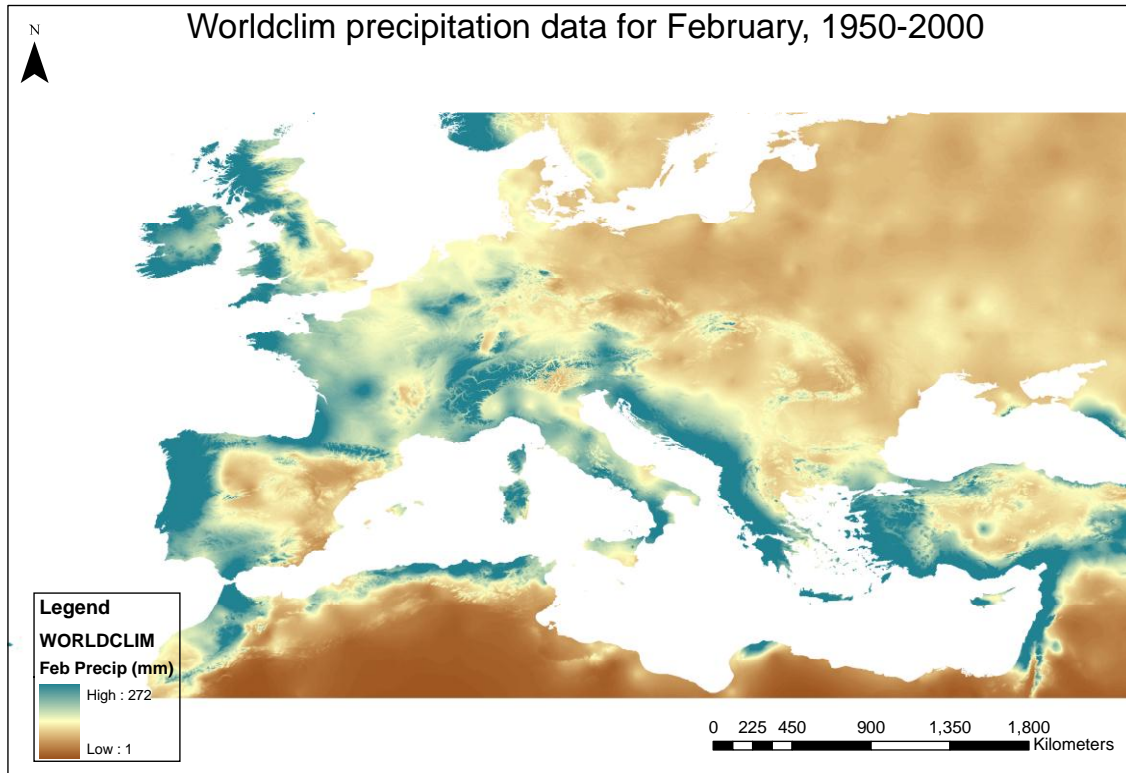 Worldclim precipitation data for February, 1950-2000
N
Legend
WORLDCLIM
Feb Precip (mm)
High : 272
Low : 1
0 225 450 900 1,350 1,800
Kilometers